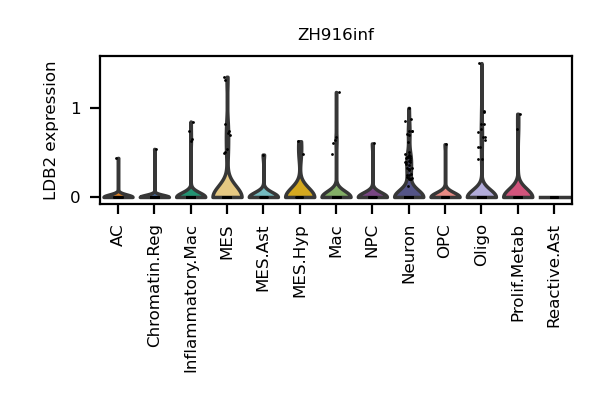 ZH916inf
LDB2 expression
1
0
AC
Chromatin.Reg
Inflammatory.Mac
MES
MES.Ast
MES.Hyp
Mac
NPC
Neuron
OPC
Oligo
Prolif.Metab
Reactive.Ast